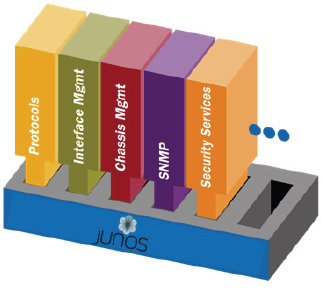 Protocols
Interface Mgmt
Chassis Mgmt
SNMP
Security Services
JUNOS